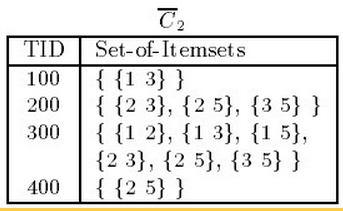 C̅₂
TID Set-of-Itemsets
100 { {1 3} }
200 { {2 3}, {2 5}, {3 5} }
300 { {1 2}, {1 3}, {1 5},
{2 3}, {2 5}, {3 5} }
400 { {2 5} }